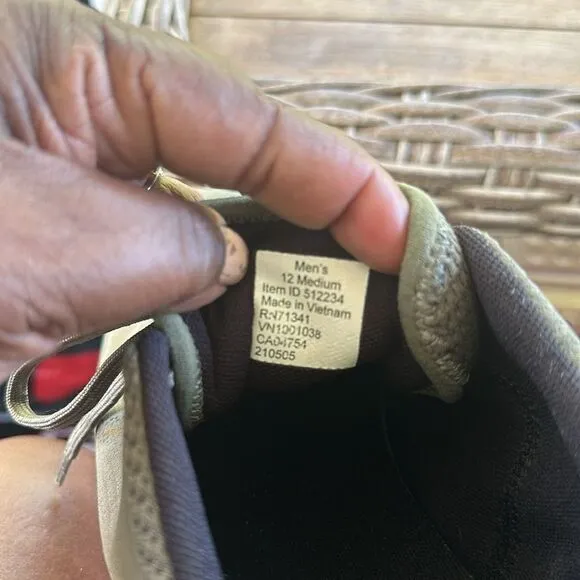 Men's
12 Medium
Item ID 512234
Made in Vietnam
RN71341
VN1001038
CA04754
210505